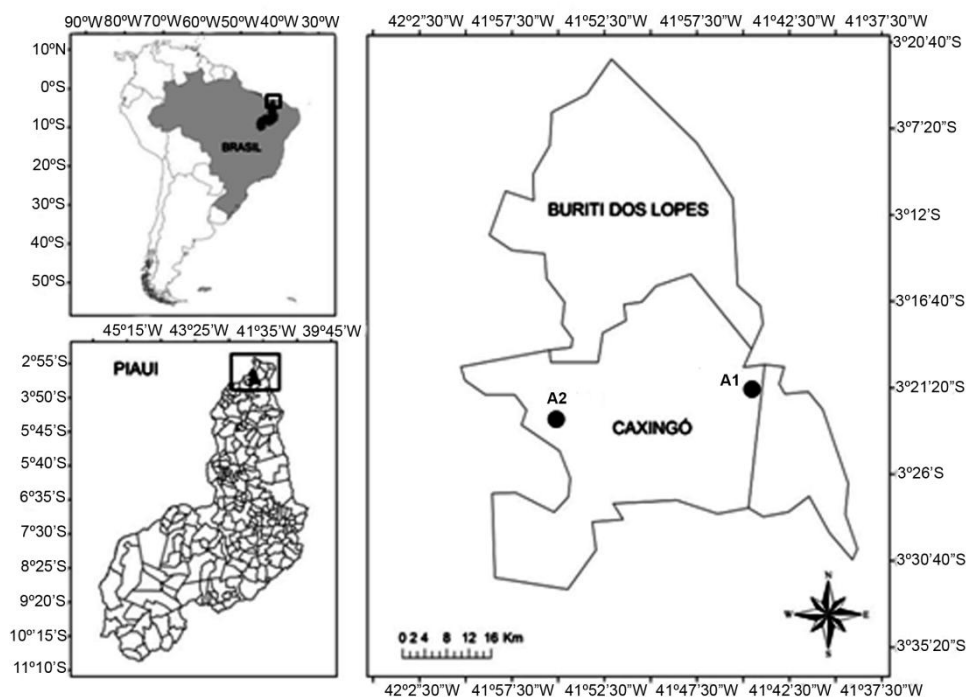 90ºW 80ºW 70ºW 60ºW 50ºW 40ºW 30ºW
10ºN
0ºS
10ºS
20ºS
30ºS
40ºS
50ºS
BRASIL
45º15'W 43º25'W 41º35'W 39º45'W
2º55'S
3º50'S
5º45'S
5º40'S
6º35'S
7º30'S
8º25'S
9º20'S
10º15'S
11º10'S
PIAUI
42º2'30"W 41º57'30"W 41º52'30"W 41º57'30"W 41º42'30"W 41º37'30"W
3º20'40"S
3º7'20"S
3º12'S
3º16'40"S
3º21'20"S
3º26'S
3º30'40"S
3º35'20"S
BURITI DOS LOPES
A1
A2
CAXINGÓ
N
W E
S
0 2 4 8 12 16 Km
42º2'30"W 41º57'30"W 41º52'30"W 41º47'30"W 41º42'30"W 41º37'30"W